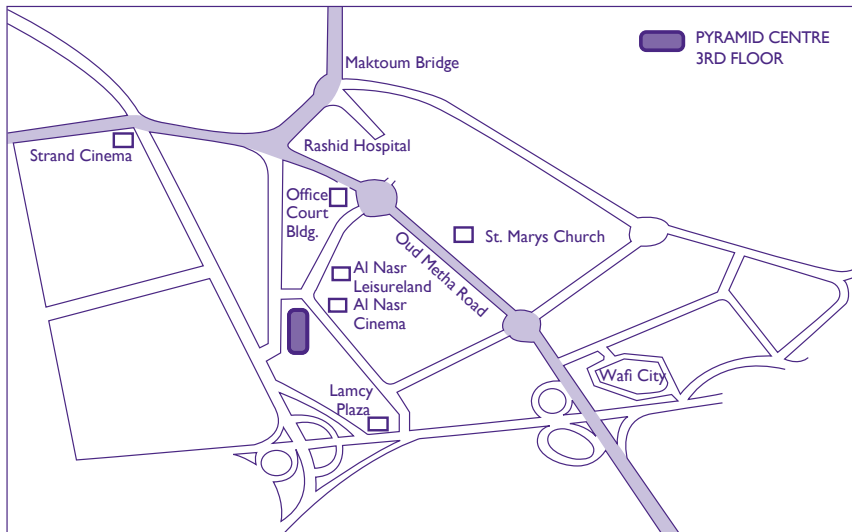 PYRAMID CENTRE
3RD FLOOR
Maktoum Bridge
Rashid Hospital
Strand Cinema
Office
Court
Bldg.
St. Marys Church
Oud Metha Road
Al Nasr
Leisureland
Al Nasr
Cinema
Wafi City
Lamcy
Plaza